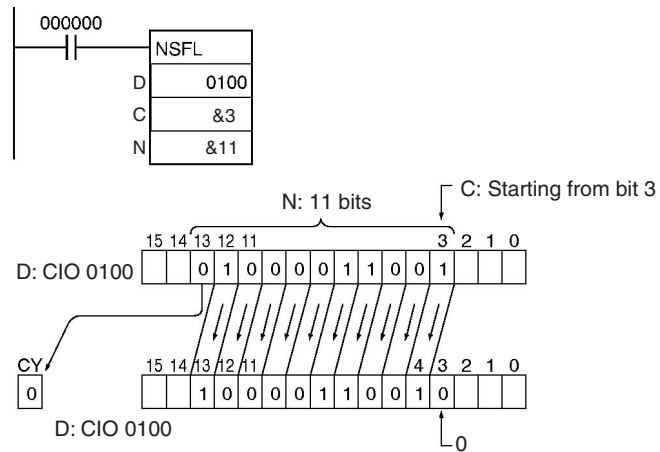 000000
NSFL
D 0100
C &3
N &11
C: Starting from bit 3
N: 11 bits
15 14 13 12 11 3 2 1 0
D: CIO 0100 0 1 0 0 0 0 1 1 0 0 1
CY 15 14 13 12 11 4 3 2 1 0
0 1 0 0 0 0 1 1 0 0 1 0
D: CIO 0100
0